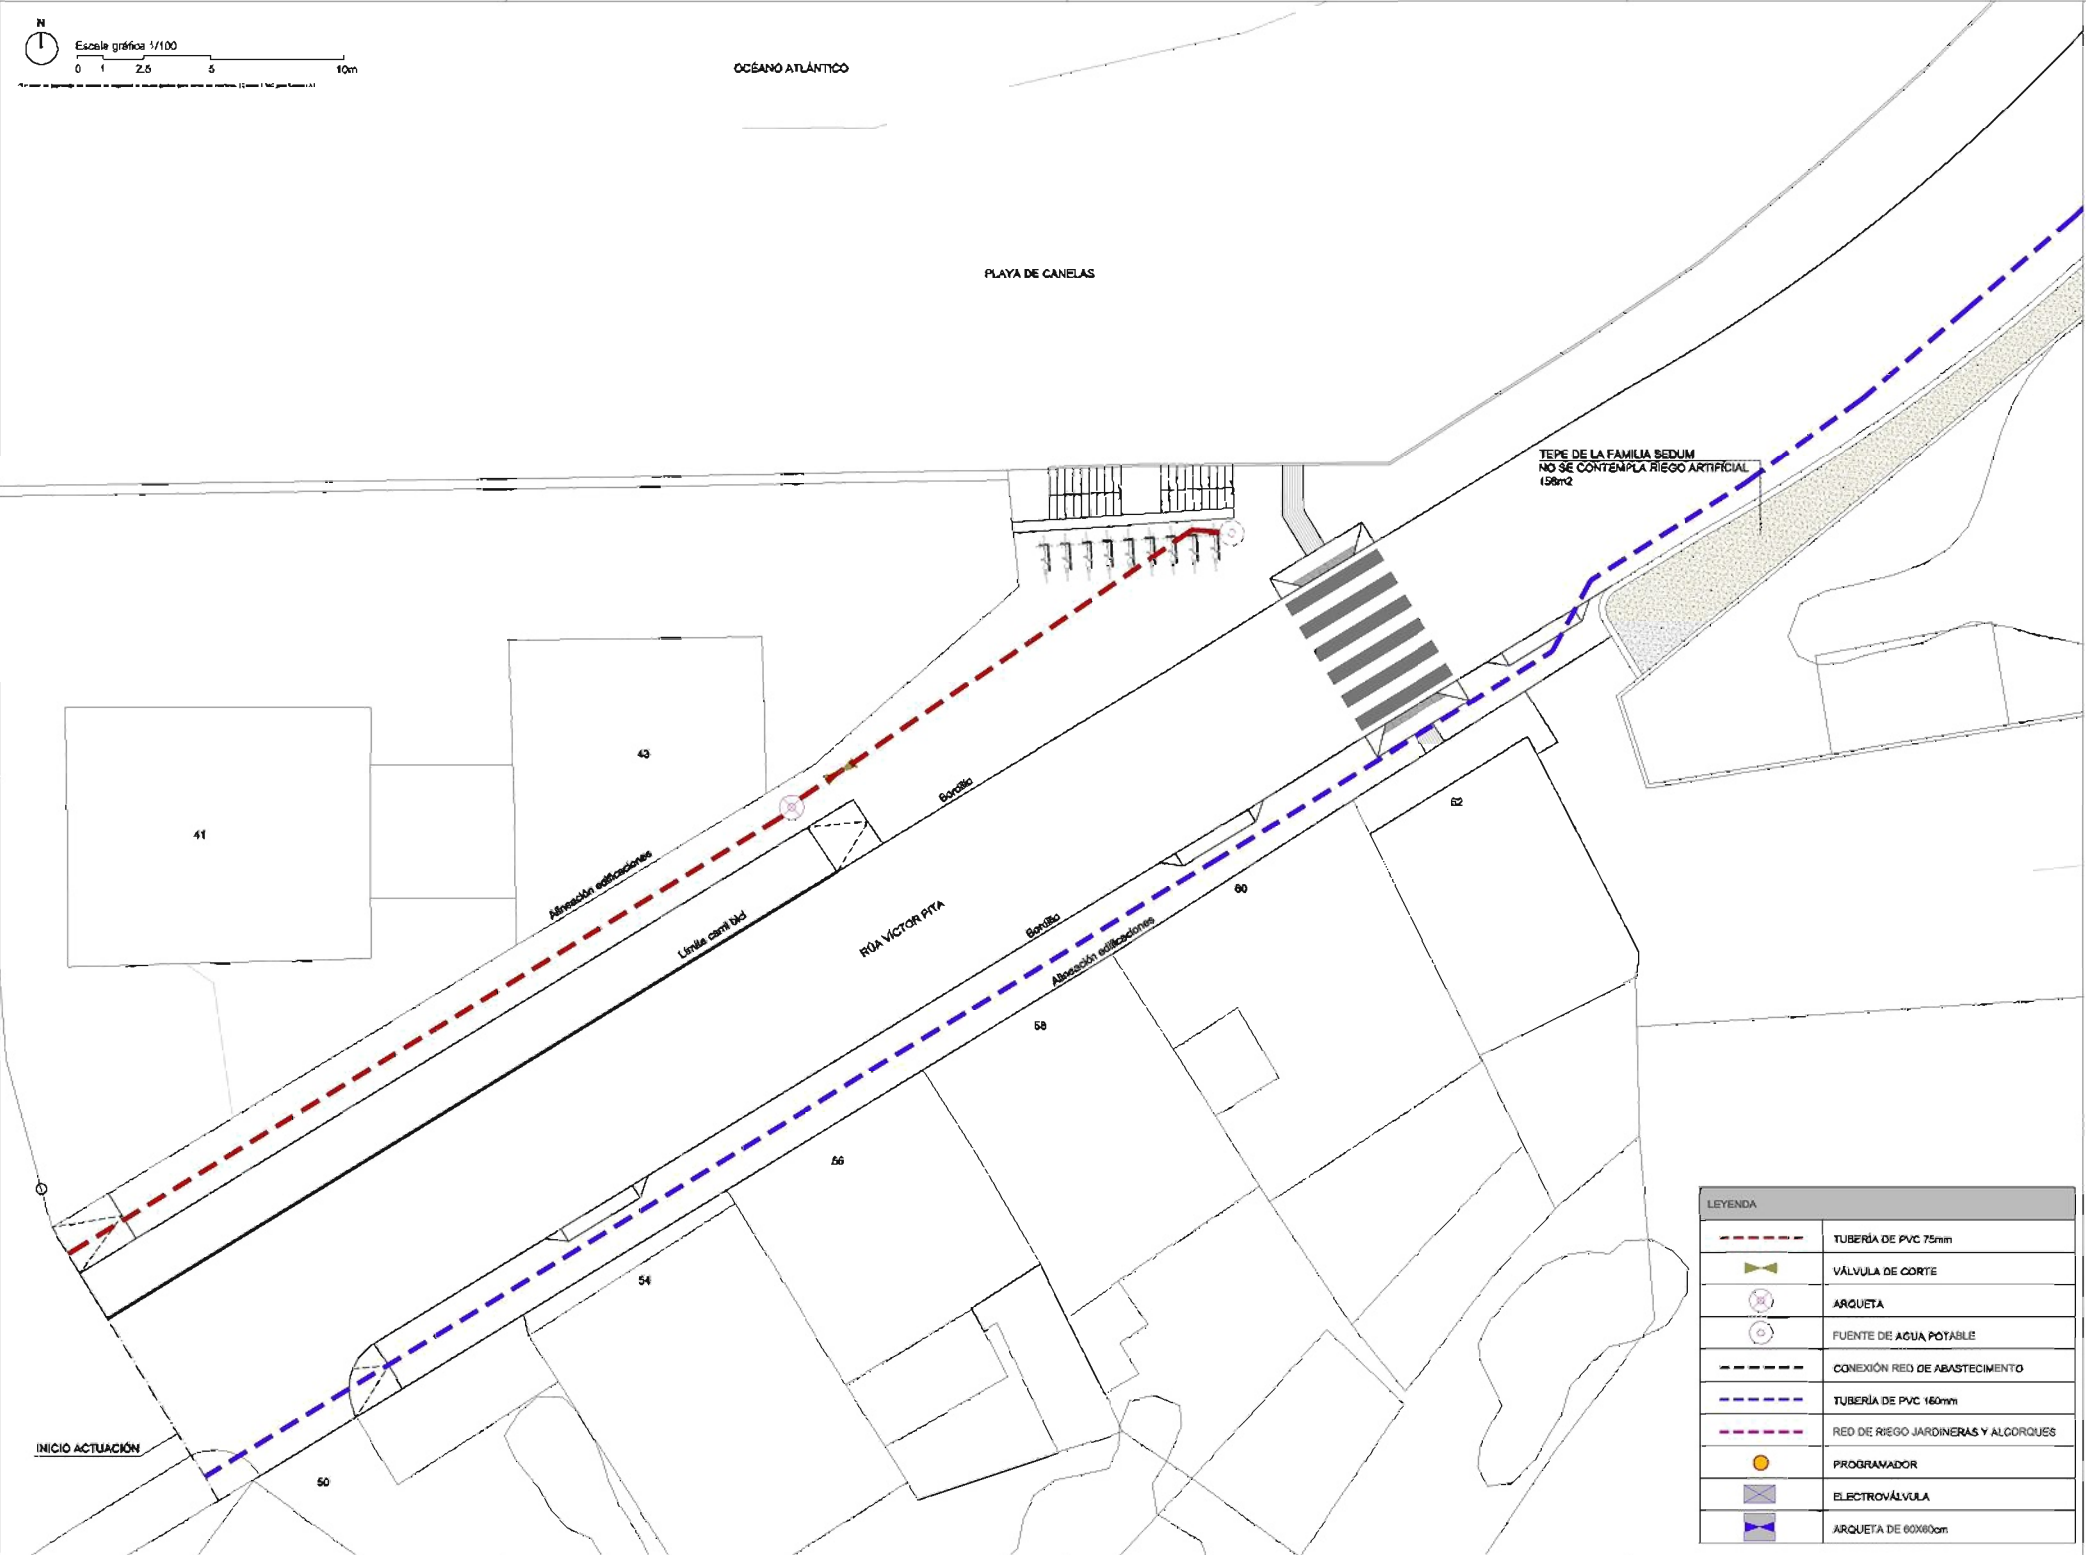 N
Escala gráfica 1/100
0 1 2.5 5 10m
OCÉANO ATLÁNTICO
PLAYA DE CANELAS
TEPE DE LA FAMILIA SEDUM
NO SE CONTEMPLA RIEGO ARTIFICIAL
158m2
43
41
62
Bordillo
Alineación edificaciones
Límite carril bici
RÚA VÍCTOR PITA
Bordillo
Alineación edificaciones
60
58
56
54
50
INICIO ACTUACIÓN
LEYENDA
TUBERÍA DE PVC 75mm
VÁLVULA DE CORTE
ARQUETA
FUENTE DE AGUA POTABLE
CONEXIÓN RED DE ABASTECIMENTO
TUBERÍA DE PVC 160mm
RED DE RIEGO JARDINERAS Y ALCORQUES
PROGRAMADOR
ELECTROVÁLVULA
ARQUETA DE 60X60cm